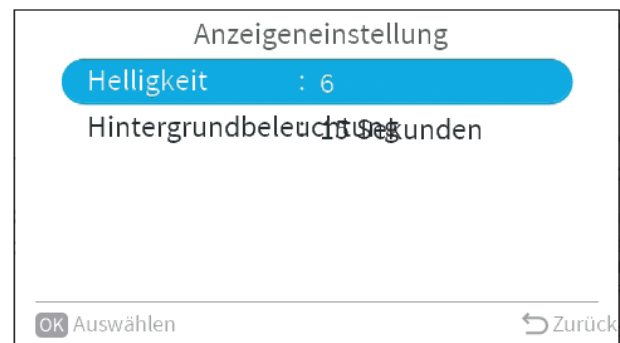 Anzeigeneinstellung
Helligkeit : 6
Hintergrundbeleuchtung : 15 Sekunden
OK Auswählen
Zurück